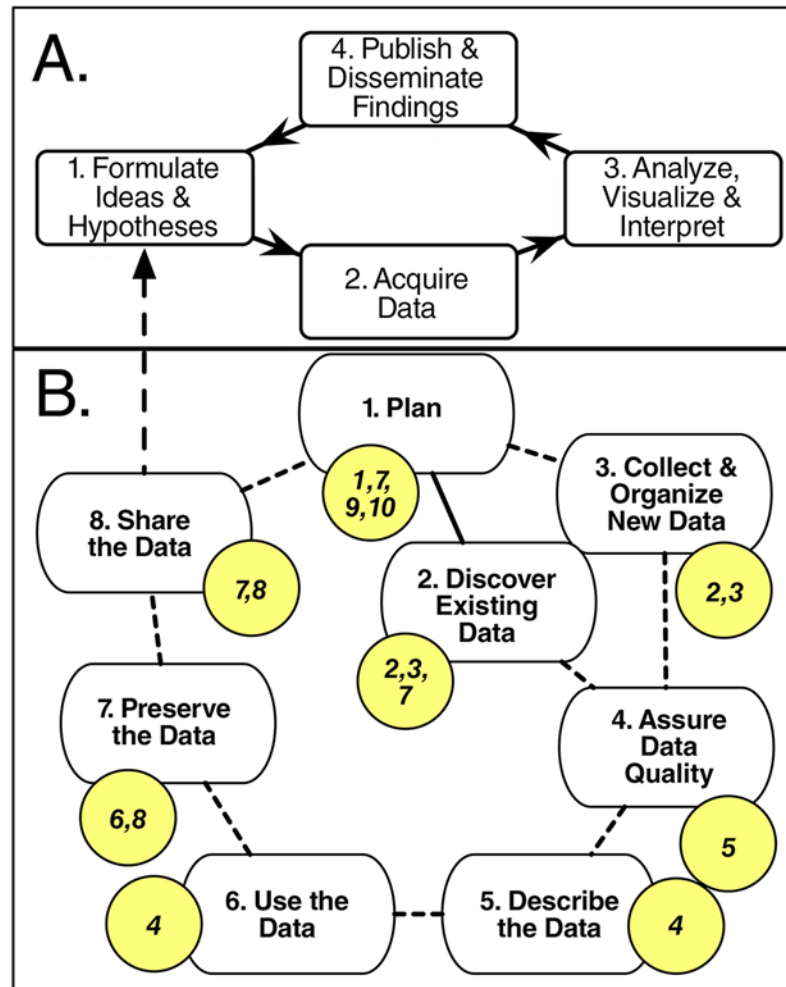 A.
4. Publish &
Disseminate
Findings
1. Formulate
Ideas &
Hypotheses
3. Analyze,
Visualize &
Interpret
2. Acquire
Data
B.
1. Plan
1,7,
9,10
3. Collect &
Organize
New Data
2,3
8. Share
the Data
7,8
2. Discover
Existing
Data
2,3,
7
7. Preserve
the Data
6,8
4. Assure
Data
Quality
5
6. Use the
Data
4
5. Describe
the Data
4